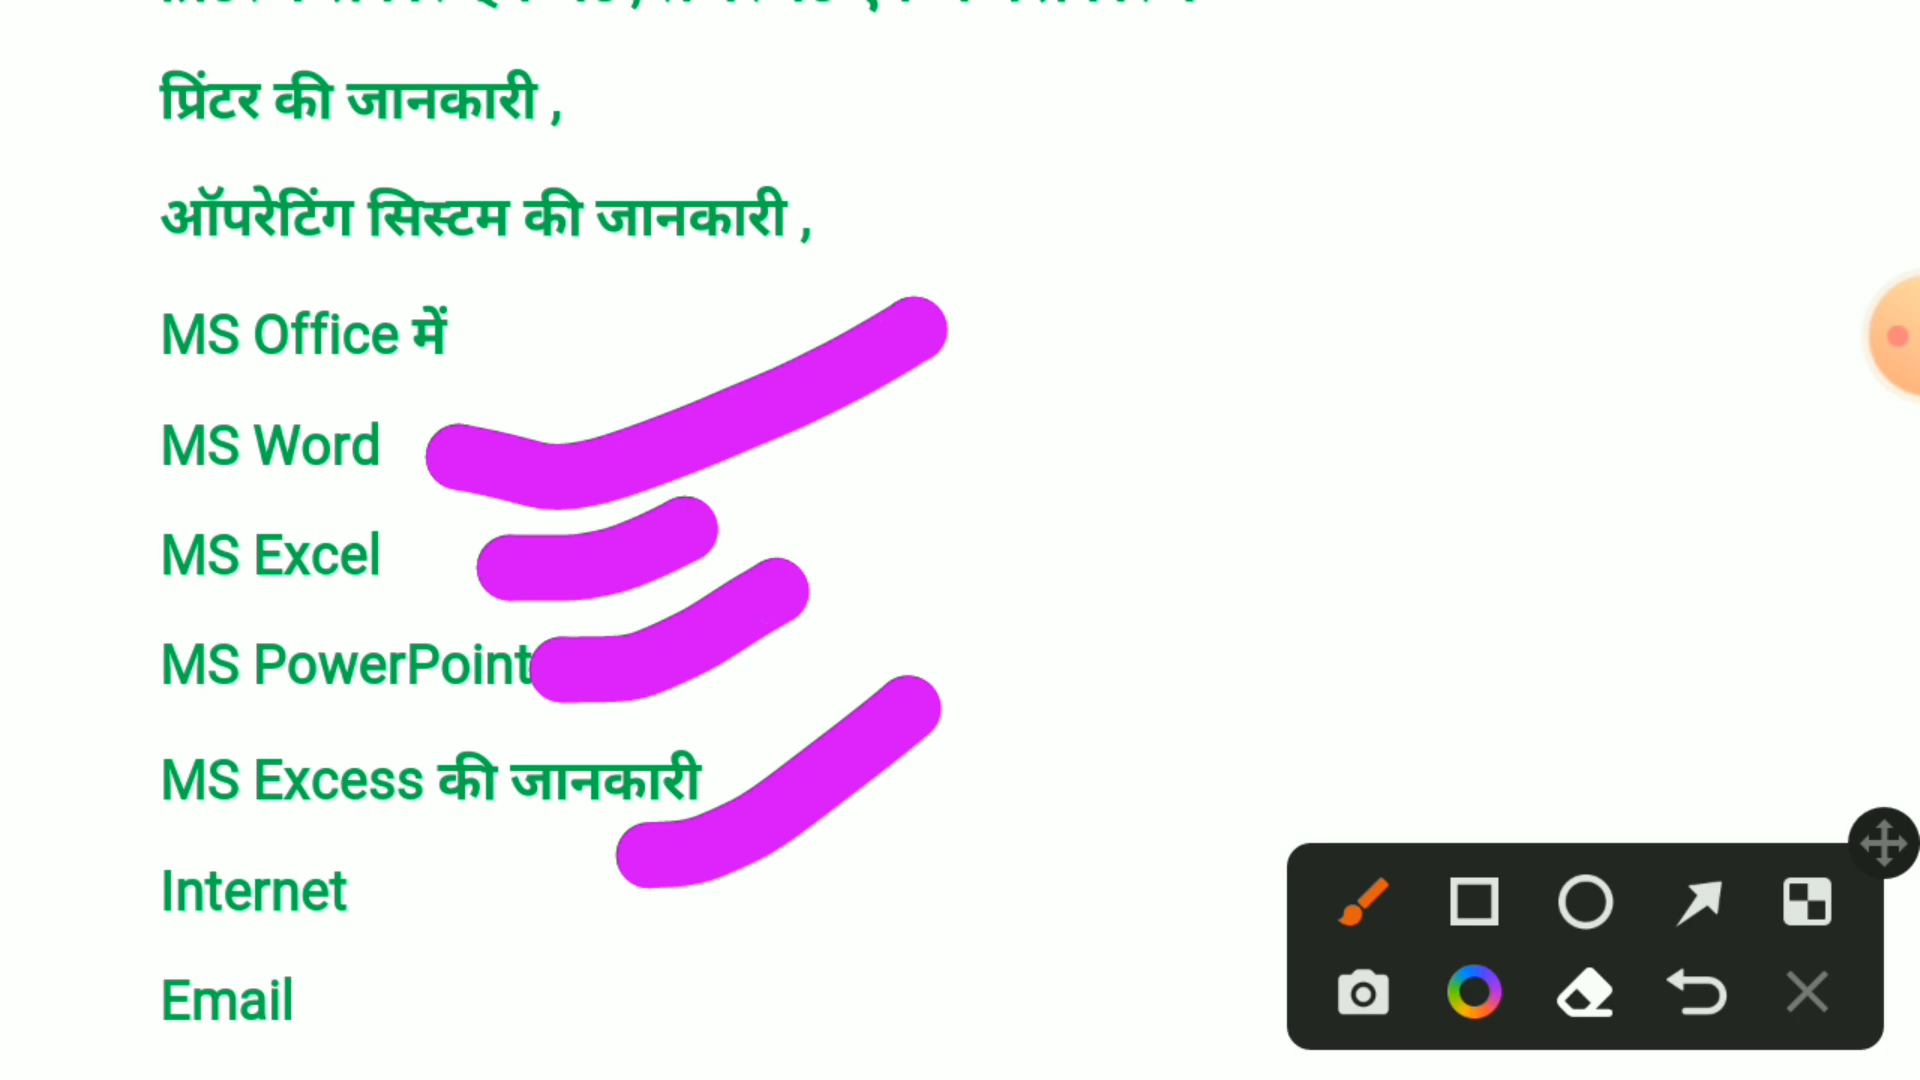 प्रिंटर की जानकारी ,
ऑपरेटिंग सिस्टम की जानकारी ,
MS Office में
MS Word
MS Excel
MS PowerPoint
MS Excess की जानकारी
Internet
Email